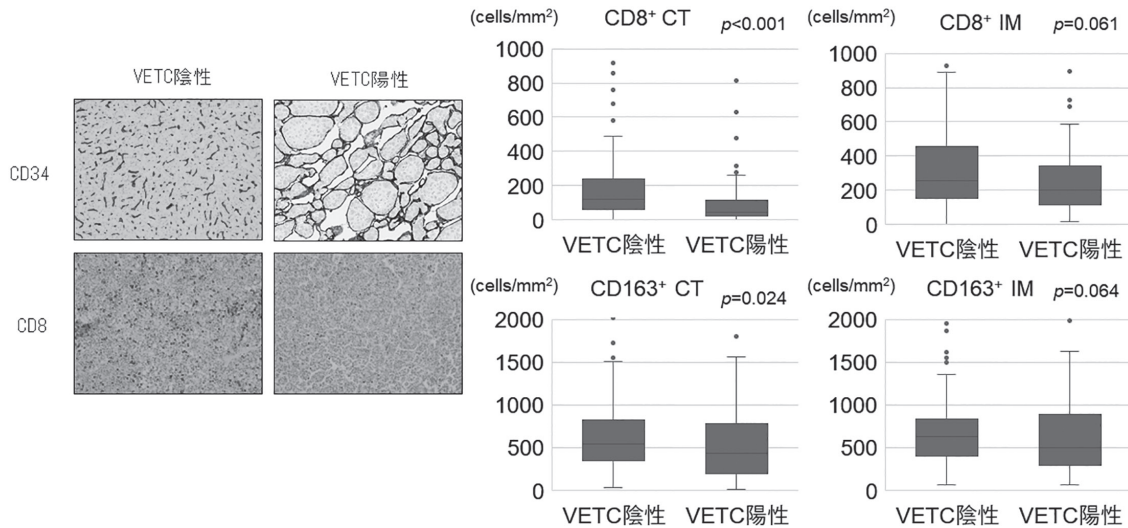 VETC陰性
VETC陽性
CD34
CD8
(cells/mm²)
CD8⁺ CT
p<0.001
1000
800
600
400
200
0
VETC陰性
VETC陽性
(cells/mm²)
CD8⁺ IM
p=0.061
1000
800
600
400
200
0
VETC陰性
VETC陽性
(cells/mm²)
CD163⁺ CT
p=0.024
2000
1500
1000
500
0
VETC陰性
VETC陽性
(cells/mm²)
CD163⁺ IM
p=0.064
2000
1500
1000
500
0
VETC陰性
VETC陽性